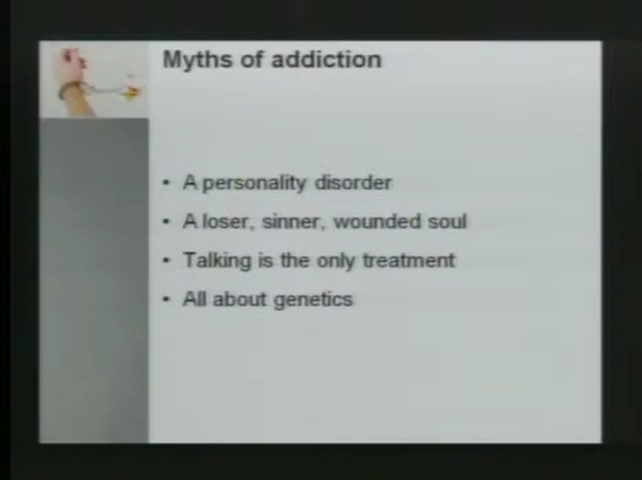 Myths of addiction
• A personality disorder
• A loser, sinner, wounded soul
• Talking is the only treatment
• All about genetics